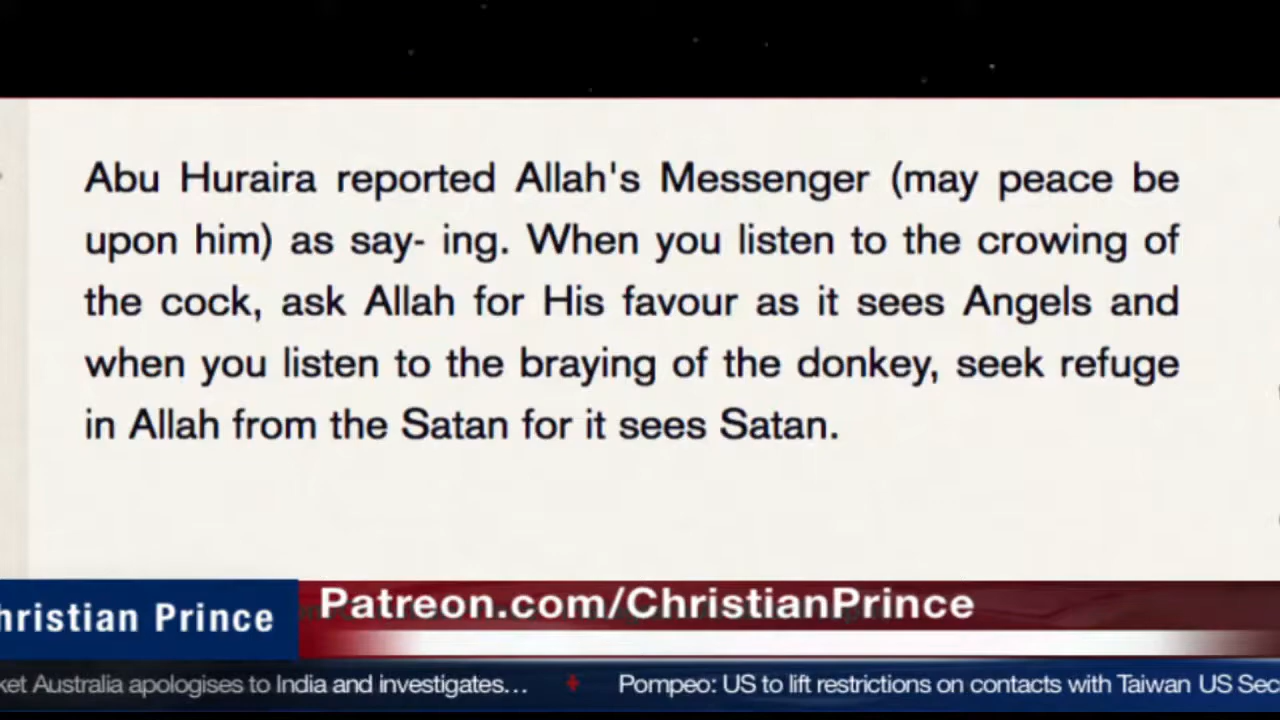 Abu Huraira reported Allah's Messenger (may peace be
upon him) as say- ing. When you listen to the crowing of
the cock, ask Allah for His favour as it sees Angels and
when you listen to the braying of the donkey, seek refuge
in Allah from the Satan for it sees Satan.
hristian Prince
Patreon.com/ChristianPrince
ket Australia apologises to India and investigates... Pompeo: US to lift restrictions on contacts with Taiwan US Sec